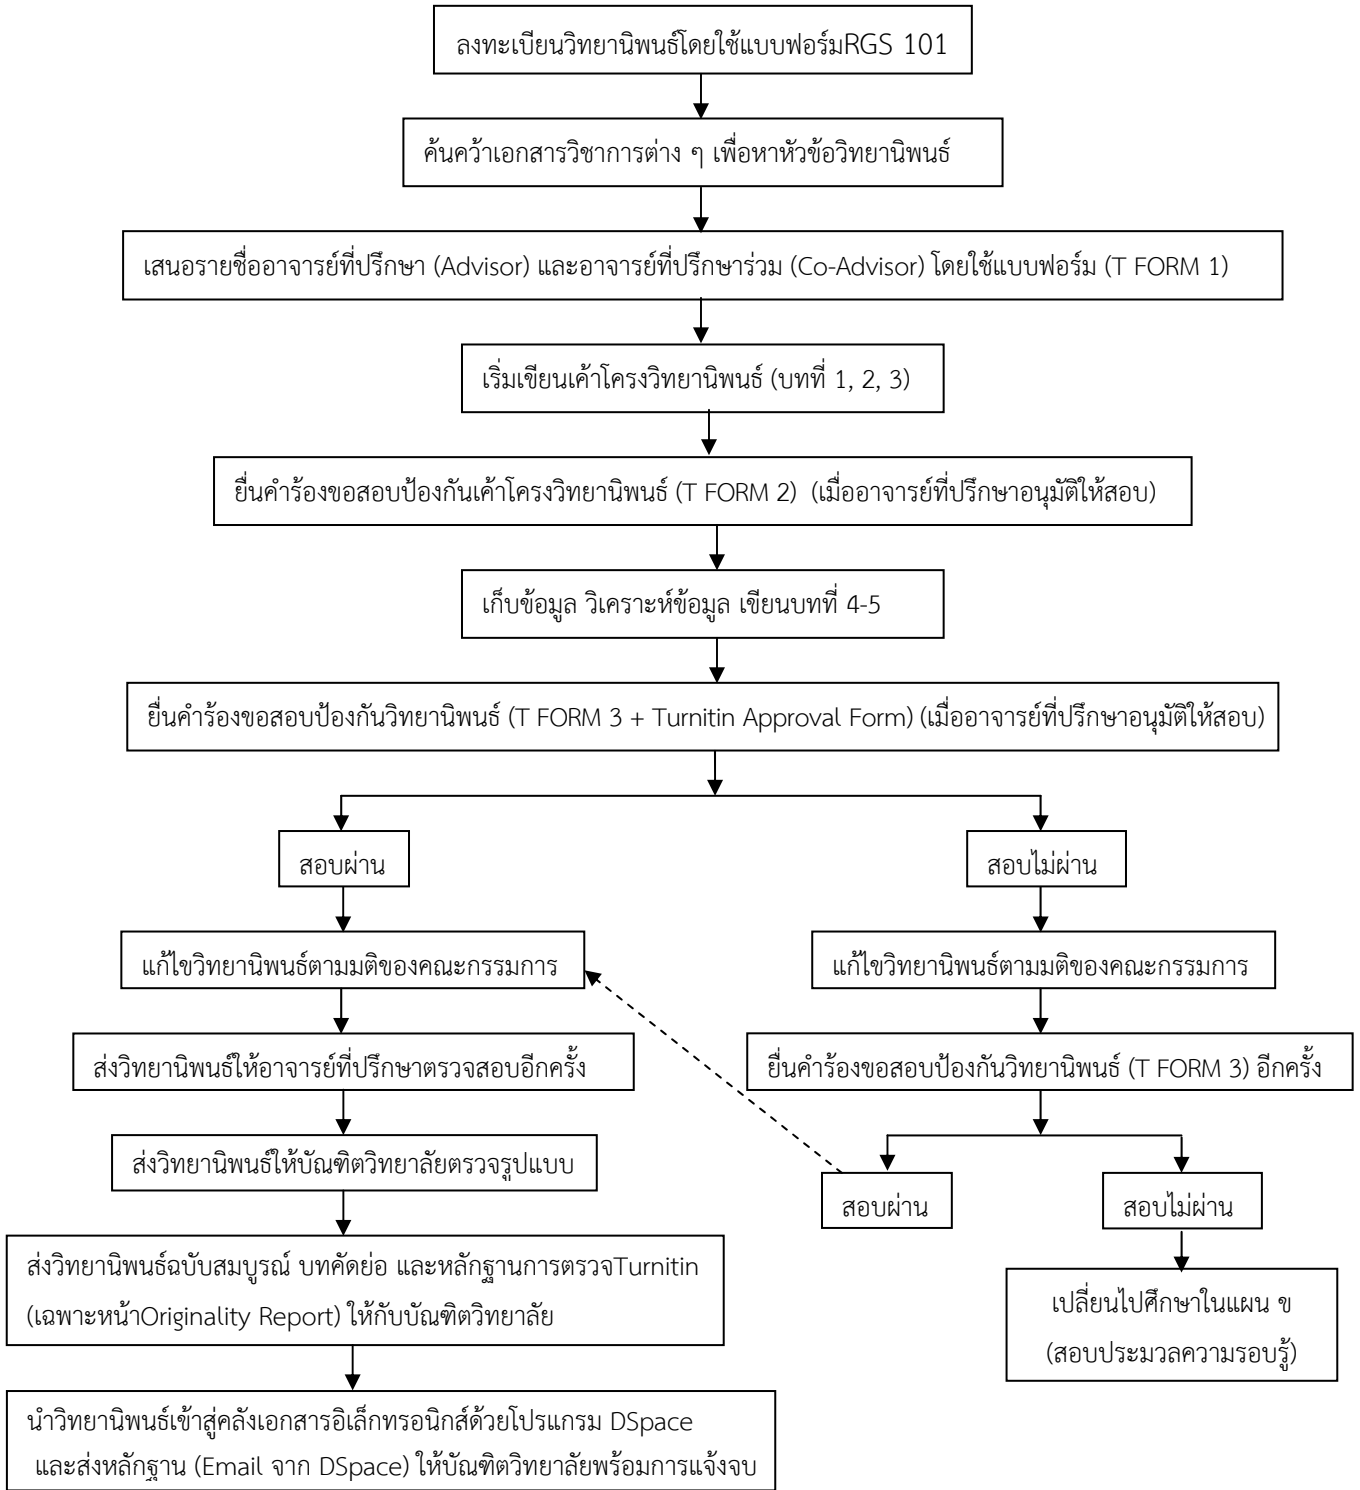 ลงทะเบียนวิทยานิพนธ์โดยใช้แบบฟอร์มRGS 101
ค้นคว้าเอกสารวิชาการต่าง ๆ เพื่อหาหัวข้อวิทยานิพนธ์
เสนอรายชื่ออาจารย์ที่ปรึกษา (Advisor) และอาจารย์ที่ปรึกษาร่วม (Co-Advisor) โดยใช้แบบฟอร์ม (T FORM 1)
เริ่มเขียนเค้าโครงวิทยานิพนธ์ (บทที่ 1, 2, 3)
ยื่นคำร้องขอสอบป้องกันเค้าโครงวิทยานิพนธ์ (T FORM 2) (เมื่ออาจารย์ที่ปรึกษาอนุมัติให้สอบ)
เก็บข้อมูล วิเคราะห์ข้อมูล เขียนบทที่ 4-5
ยื่นคำร้องขอสอบป้องกันวิทยานิพนธ์ (T FORM 3 + Turnitin Approval Form) (เมื่ออาจารย์ที่ปรึกษาอนุมัติให้สอบ)
สอบผ่าน
แก้ไขวิทยานิพนธ์ตามมติของคณะกรรมการ
ส่งวิทยานิพนธ์ให้อาจารย์ที่ปรึกษาตรวจสอบอีกครั้ง
ส่งวิทยานิพนธ์ให้บัณฑิตวิทยาลัยตรวจรูปแบบ
ส่งวิทยานิพนธ์ฉบับสมบูรณ์ บทคัดย่อ และหลักฐานการตรวจTurnitin
(เฉพาะหน้าOriginality Report) ให้กับบัณฑิตวิทยาลัย
นำวิทยานิพนธ์เข้าสู่คลังเอกสารอิเล็กทรอนิกส์ด้วยโปรแกรม DSpace
และส่งหลักฐาน (Email จาก DSpace) ให้บัณฑิตวิทยาลัยพร้อมการแจ้งจบ
สอบไม่ผ่าน
แก้ไขวิทยานิพนธ์ตามมติของคณะกรรมการ
ยื่นคำร้องขอสอบป้องกันวิทยานิพนธ์ (T FORM 3) อีกครั้ง
สอบผ่าน
สอบไม่ผ่าน
เปลี่ยนไปศึกษาในแผน ข
(สอบประมวลความรอบรู้)